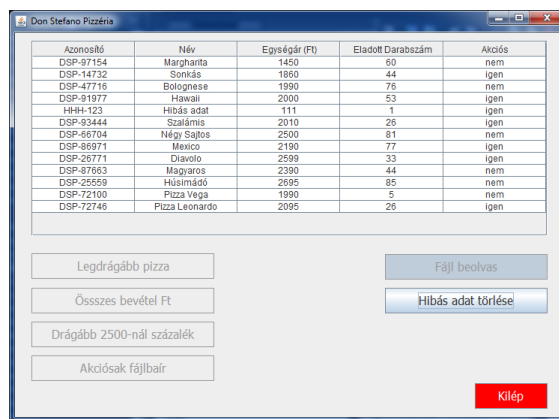 Don Stefano Pizzéria
Azonosító Név Egységár (Ft) Eladott Darabszám Akciós
DSP-97154 Margharita 1450 60 nem
DSP-14732 Sonkás 1860 44 igen
DSP-47716 Bolognese 1990 76 nem
DSP-91977 Hawaii 2000 53 igen
HHH-123 Hibás adat 111 1 igen
DSP-93444 Szalámis 2010 26 igen
DSP-66704 Négy Sajtos 2500 81 nem
DSP-86971 Mexico 2190 77 igen
DSP-26771 Diavolo 2599 33 igen
DSP-87663 Magyaros 2390 44 nem
DSP-25559 Húsimádó 2695 85 nem
DSP-72100 Pizza Vega 1990 5 nem
DSP-72746 Pizza Leonardo 2095 26 igen
Legdrágább pizza Fájl beolvas
Össszes bevétel Ft Hibás adat törlése
Drágább 2500-nál százalék
Akciósak fájlbaír
Kilép